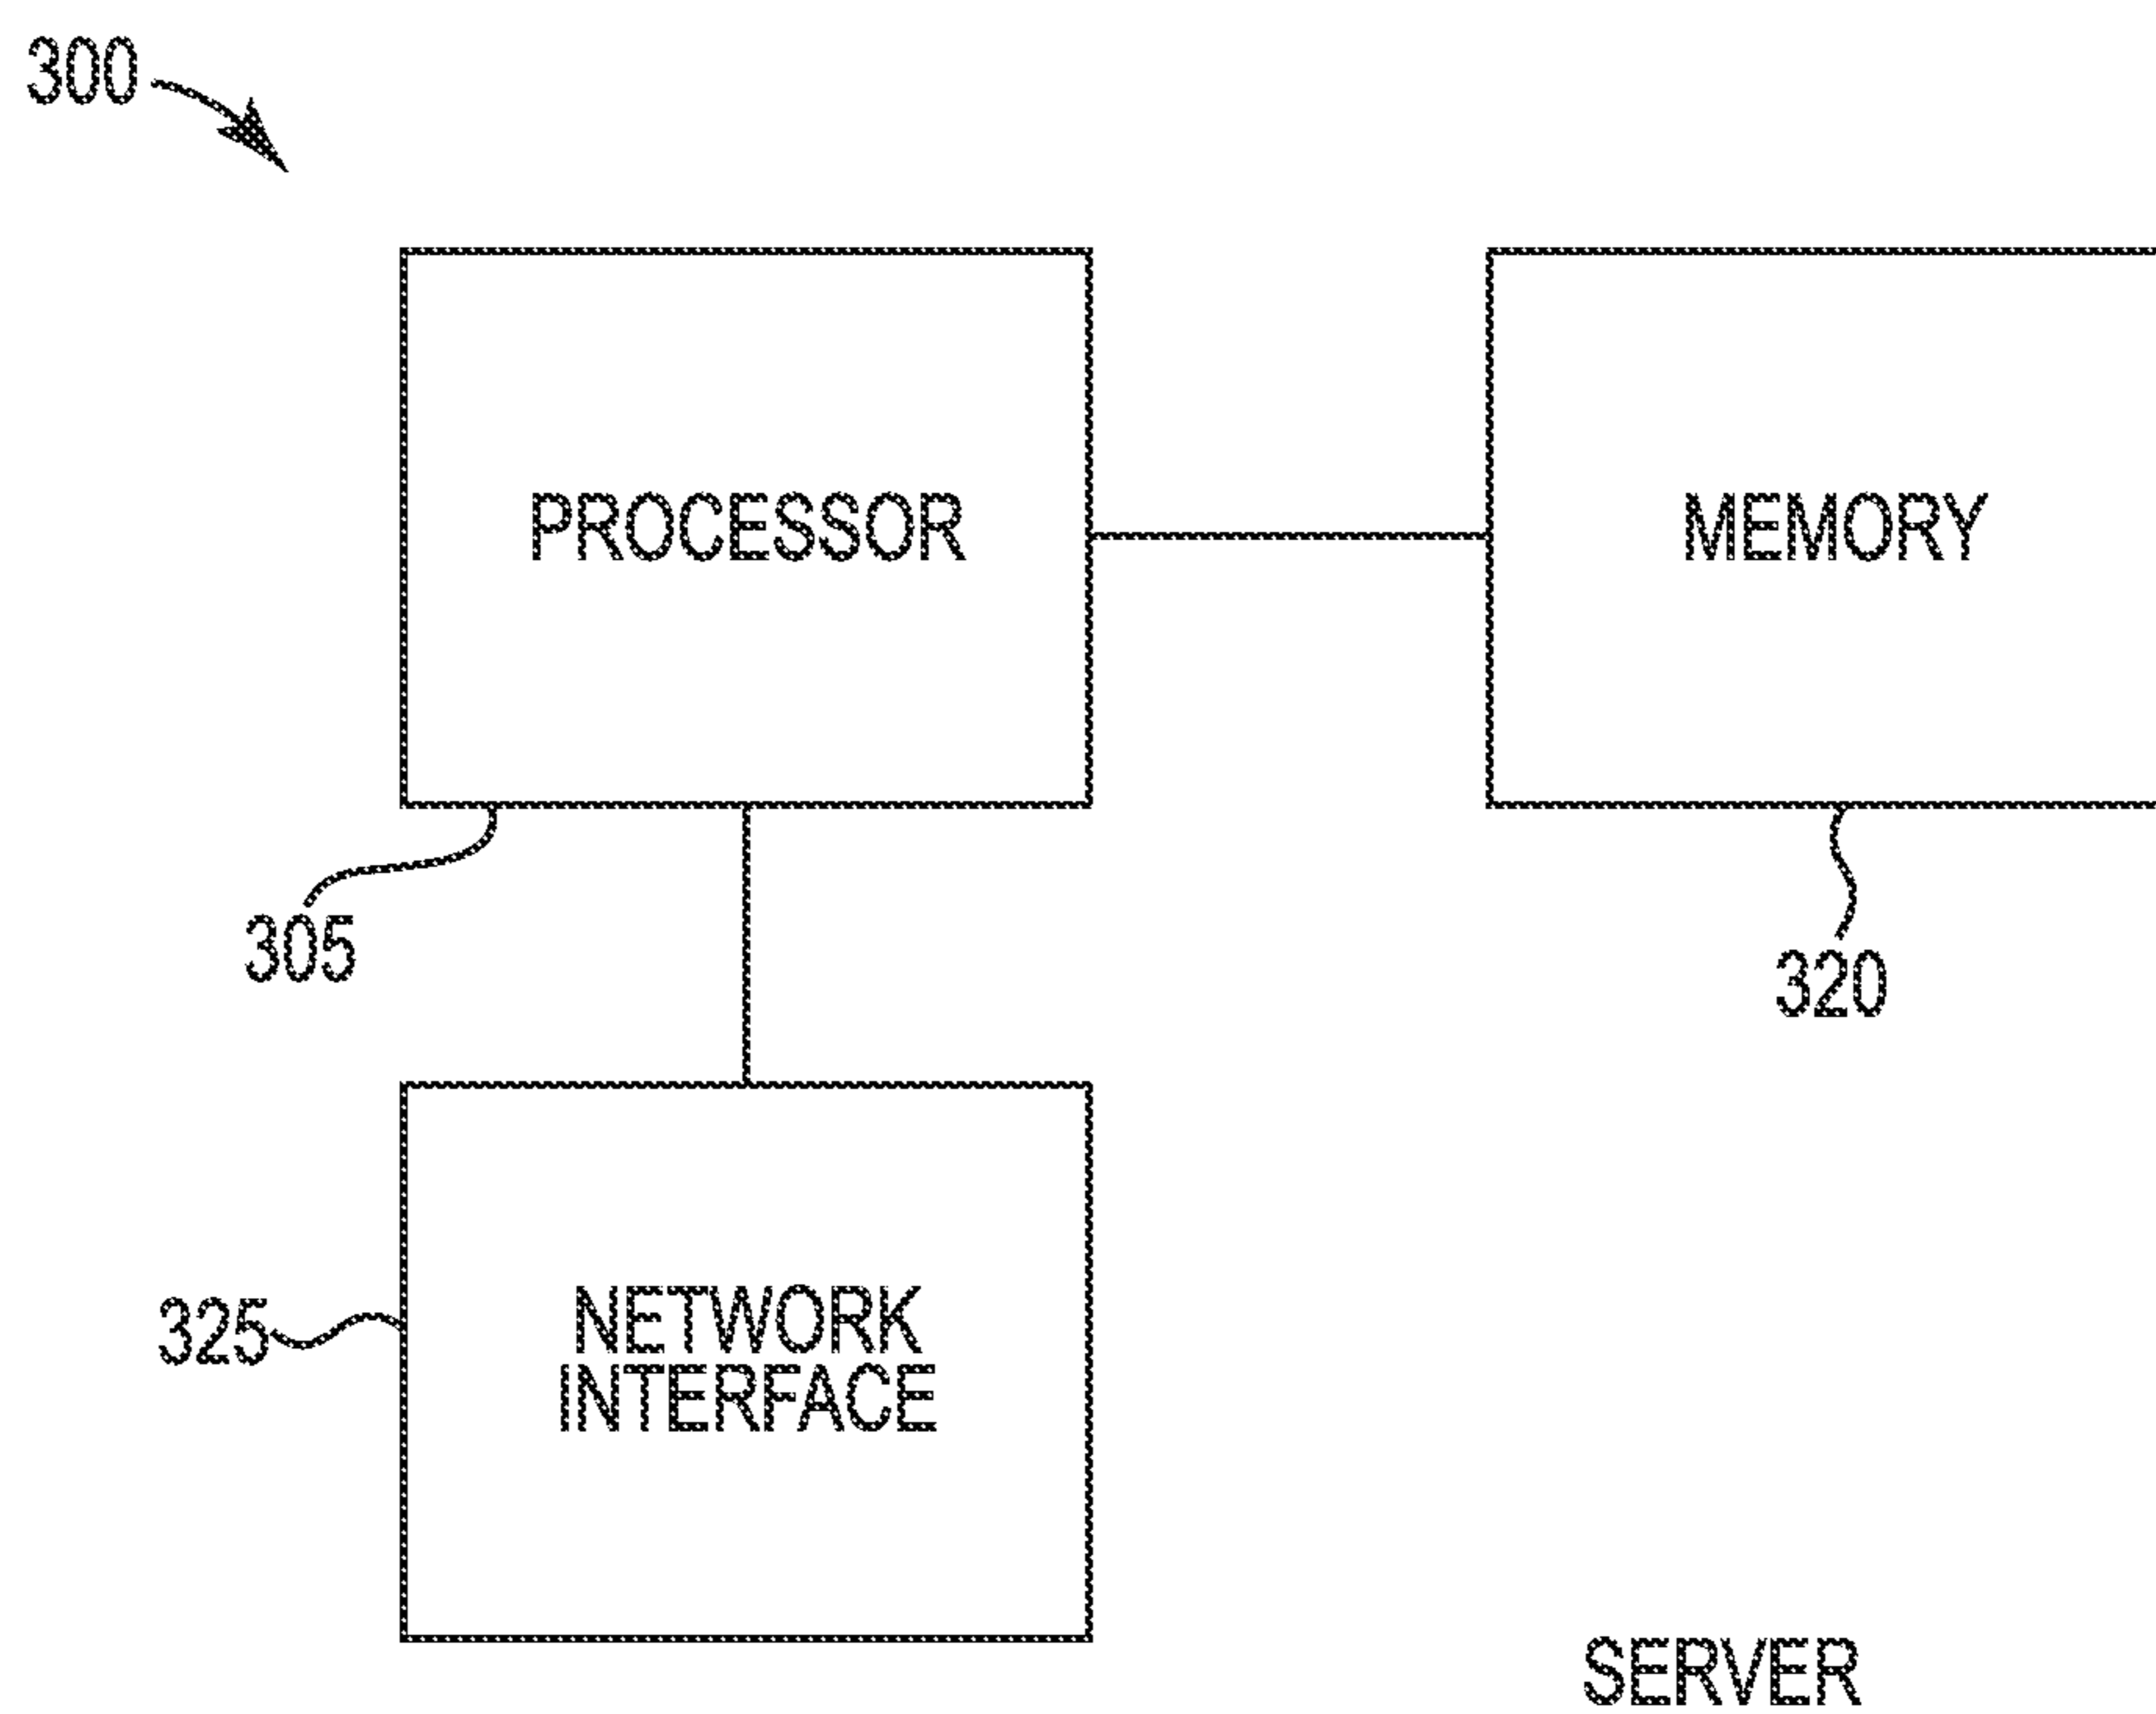 300
PROCESSOR
MEMORY
305
320
325
NETWORK
INTERFACE
SERVER